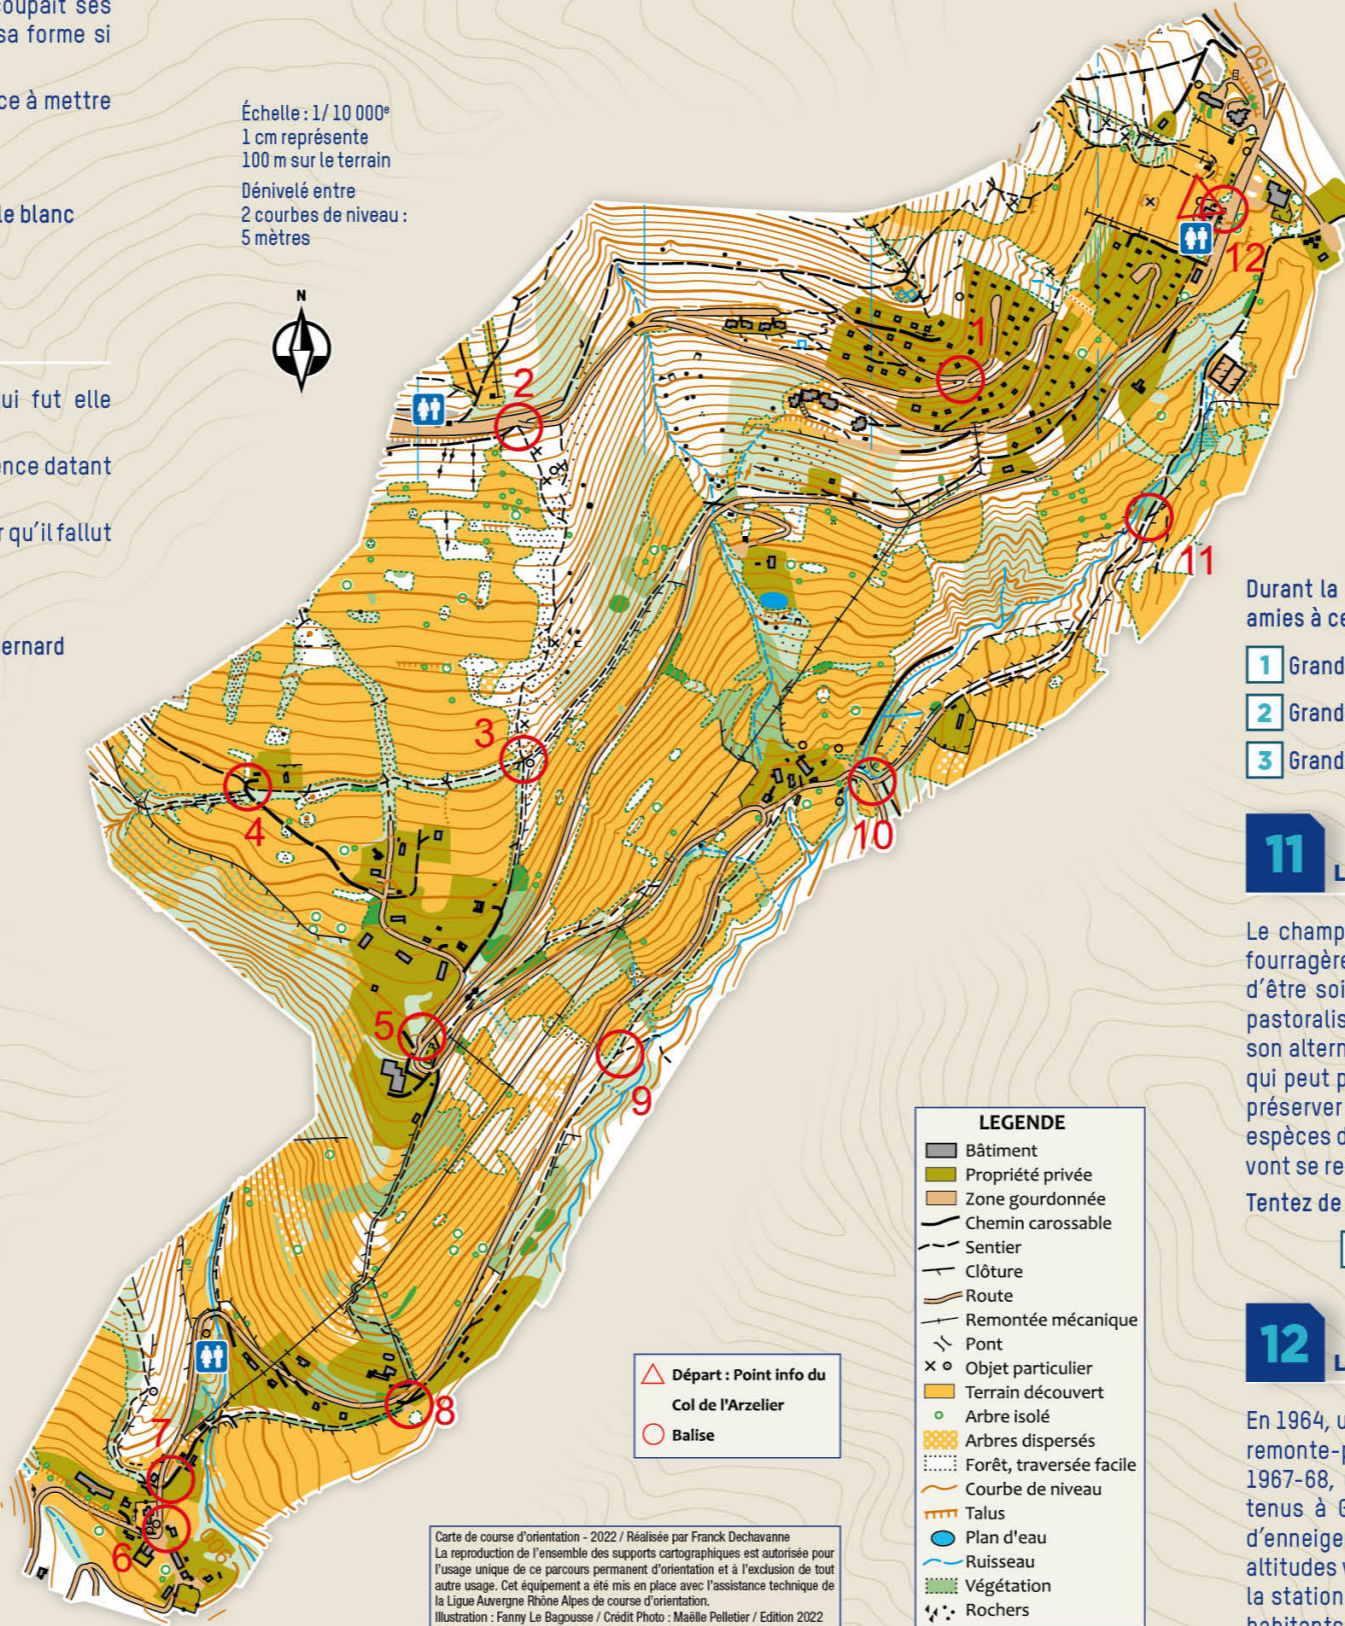 oupait ses
sa forme si
ce à mettre
le blanc
ui fut elle
ence datant
r qu'il fallut
ernard
Échelle : 1/ 10 000e
1 cm représente
100 m sur le terrain
Dénivelé entre
2 courbes de niveau :
5 mètres
N
1150
12
1
2
11
3
4
10
5
9
8
7
6
900
Durant la
amies à ce
1 Grand
2 Grand
3 Grand
11 L
Le champ
fourragère
d'être soi
pastoralis
son altern
qui peut p
préserver
espèces d
vont se re
Tentez de
12 L
En 1964, u
remonte-p
1967-68,
tenus à G
d'enneige
altitudes v
la station
habitants
LEGENDE
Bâtiment
Propriété privée
Zone gourdonnée
Chemin carossable
Sentier
Clôture
Route
Remontée mécanique
Pont
Objet particulier
Terrain découvert
Arbre isolé
Arbres dispersés
Forêt, traversée facile
Courbe de niveau
Talus
Plan d'eau
Ruisseau
Végétation
Rochers
Départ : Point info du
Col de l'Arzelier
Balise
Carte de course d'orientation - 2022 / Réalisée par Franck Dechavanne
La reproduction de l'ensemble des supports cartographiques est autorisée pour
l'usage unique de ce parcours permanent d'orientation et à l'exclusion de tout
autre usage. Cet équipement a été mis en place avec l'assistance technique de
la Ligue Auvergne Rhône Alpes de course d'orientation.
Illustration : Fanny Le Bagousse / Crédit Photo : Maëlle Pelletier / Edition 2022